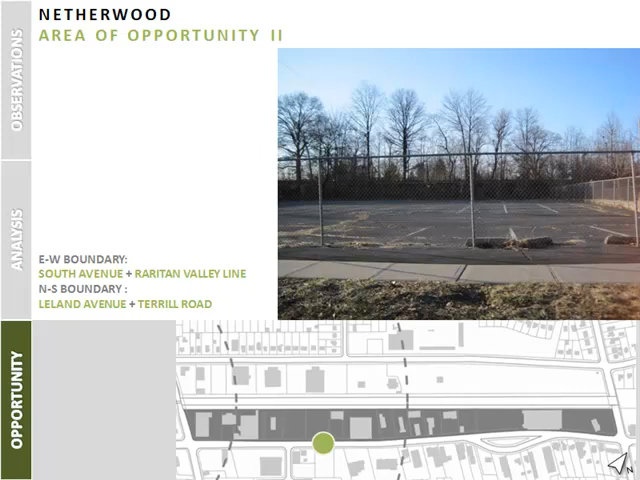 NETHERWOOD
AREA OF OPPORTUNITY II
OBSERVATIONS
ANALYSIS
OPPORTUNITY
E-W BOUNDARY:
SOUTH AVENUE + RARITAN VALLEY LINE
N-S BOUNDARY :
LELAND AVENUE + TERRILL ROAD
N